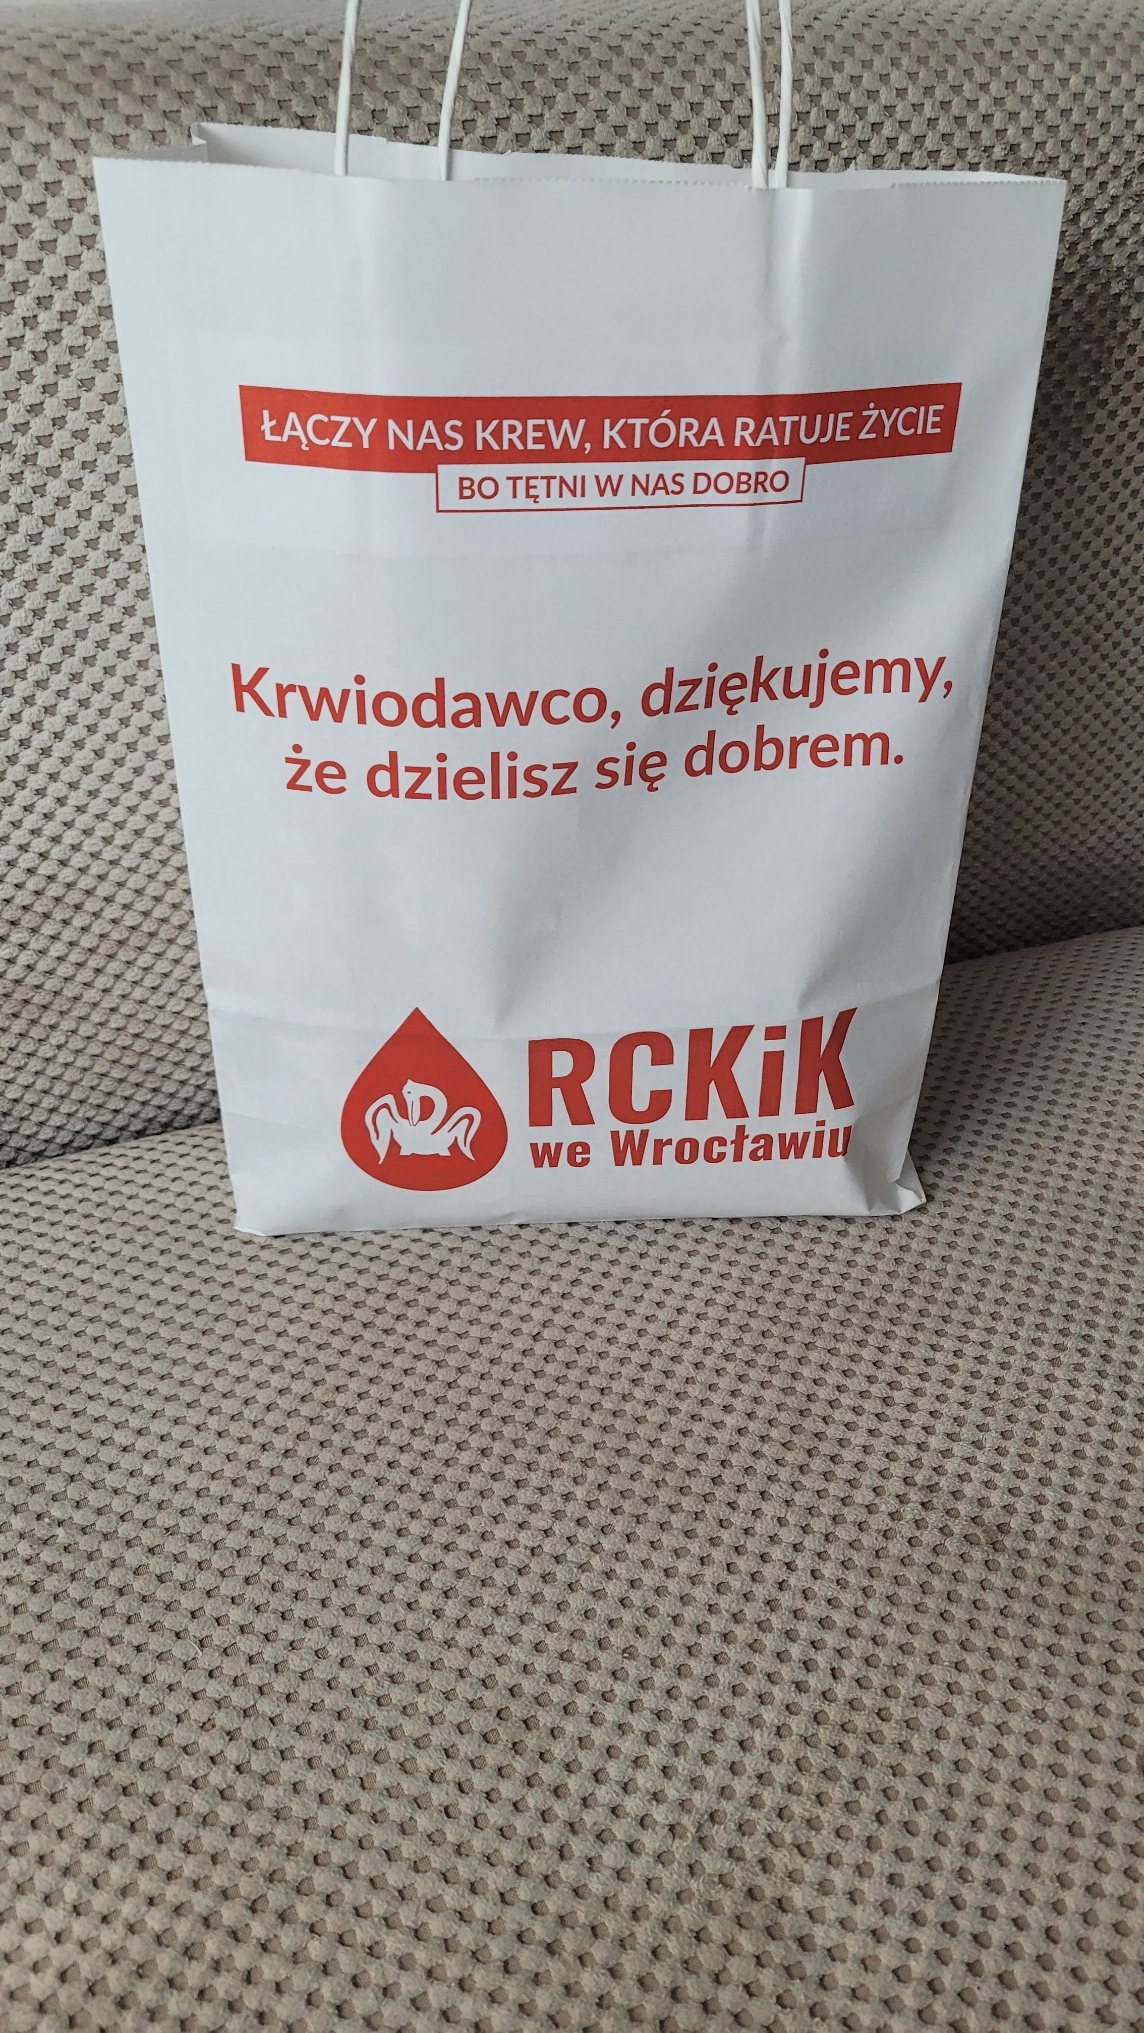 ŁĄCZY NAS KREW, KTÓRA RATUJE ŻYCIE
BO TĘTNI W NAS DOBRO
Krwiodawco, dziękujemy,
że dzielisz się dobrem.
RCKiK
we Wrocławiu